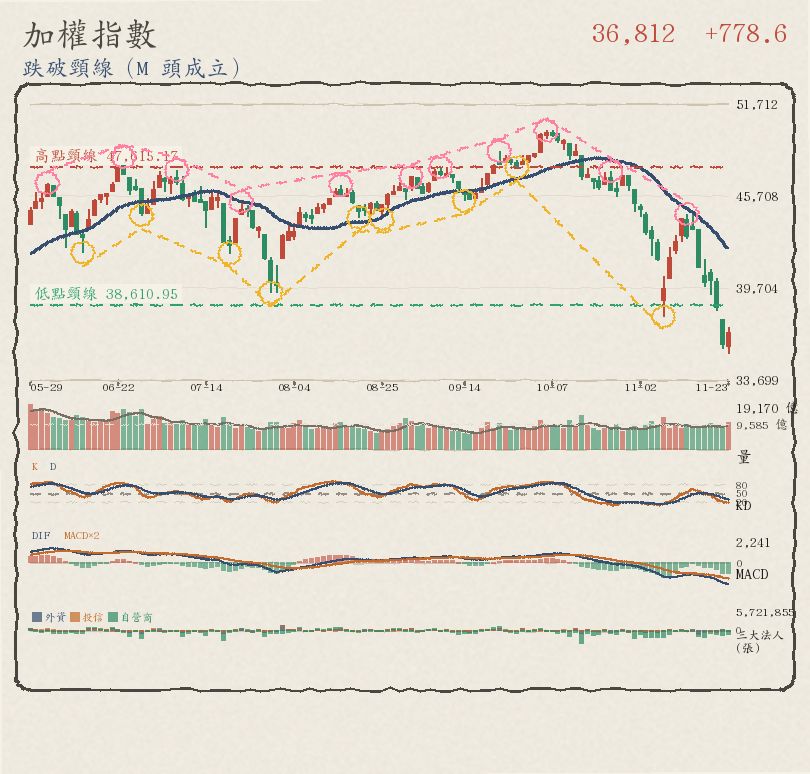 加權指數 36,812 +778.6
跌破頸線 (M 頭成立)
51,712
高點頸線 47,615.17
45,708
39,704
低點頸線 38,610.95
33,699
05-29 06-22 07-14 08-04 08-25 09-14 10-07 11-02 11-23
19,170 億
9,585 億
量
K D
80
50
20
KD
DIF MACD×2
2,241
0
MACD
外資 投信 自營商
5,721,855
0
三大法人
(張)